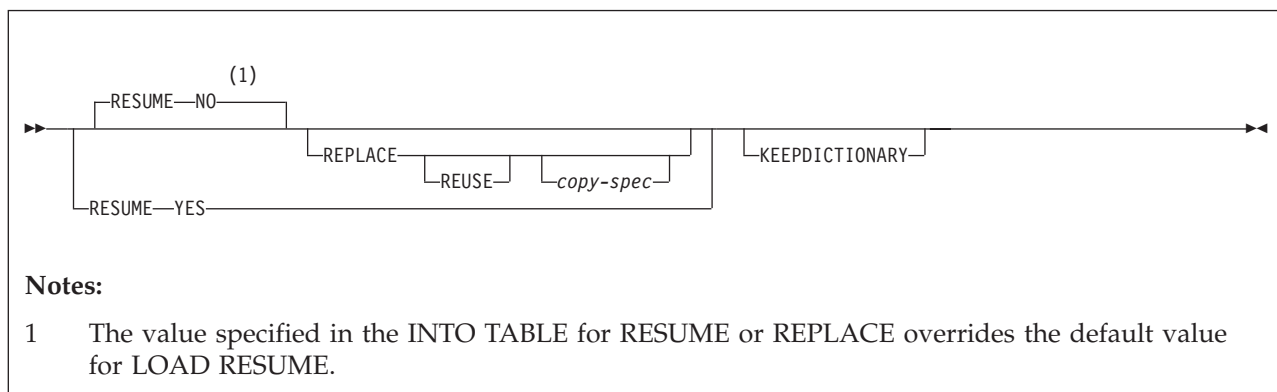 (1)
RESUME NO
REPLACE
REUSE
copy-spec
KEEPDICTIONARY
RESUME YES
Notes:
1 The value specified in the INTO TABLE for RESUME or REPLACE overrides the default value
for LOAD RESUME.